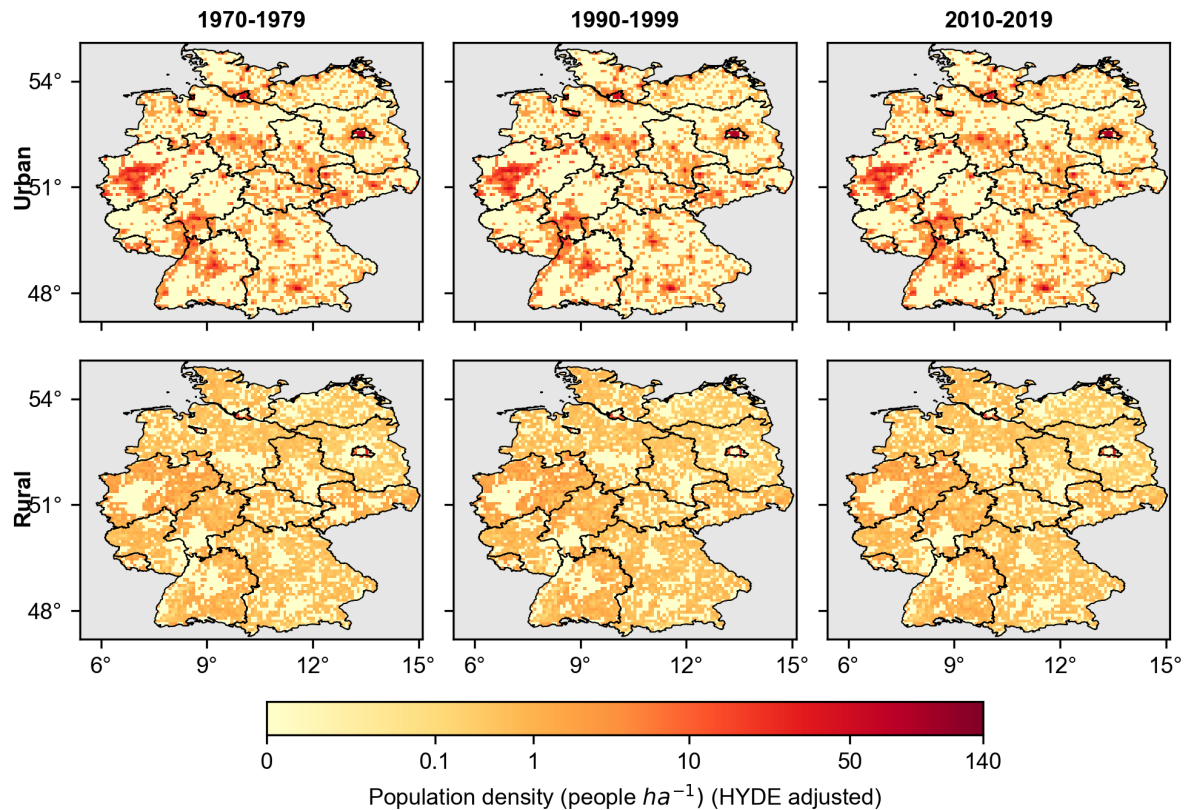 1970-1979 1990-1999 2010-2019
Urban
54°
51°
48°
6° 9° 12° 15° 6° 9° 12° 15° 6° 9° 12° 15°
Rural
54°
51°
48°
0 0.1 1 10 50 140
Population density (people ha⁻¹) (HYDE adjusted)